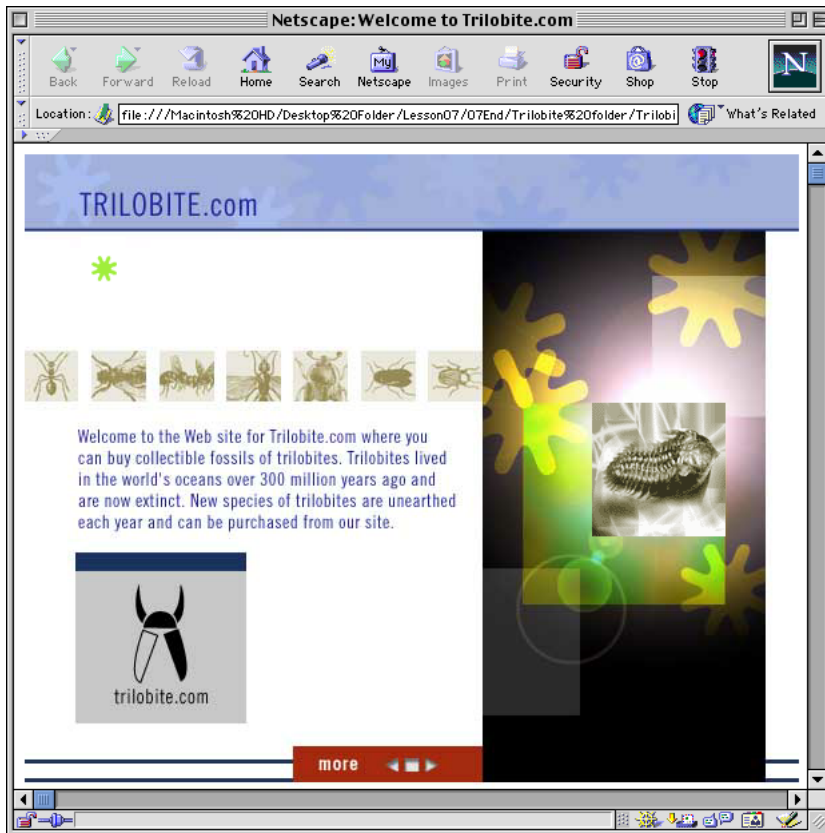 Netscape: Welcome to Trilobite.com
Back Forward Reload Home Search Netscape Images Print Security Shop Stop
My
N
Location: file:///Macintosh%20HD/Desktop%20Folder/Lesson07/07End/Trilobite%20folder/Trilobi What's Related
TRILOBITE.com
Welcome to the Web site for Trilobite.com where you
can buy collectible fossils of trilobites. Trilobites lived
in the world's oceans over 300 million years ago and
are now extinct. New species of trilobites are unearthed
each year and can be purchased from our site.
trilobite.com
more